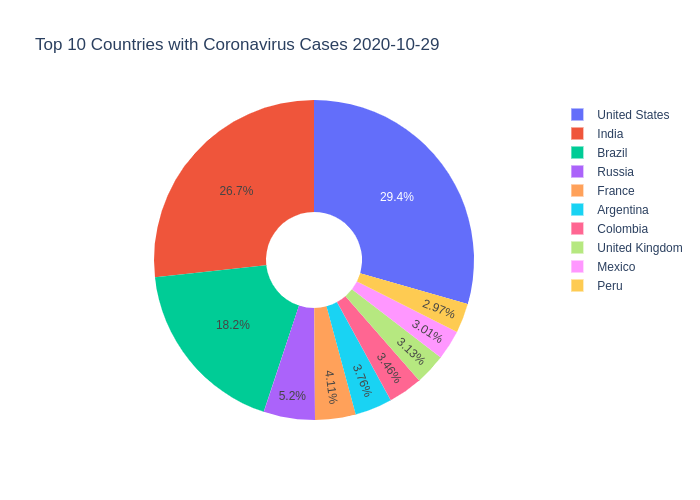 Top 10 Countries with Coronavirus Cases 2020-10-29
United States
India
Brazil
Russia
France
Argentina
Colombia
United Kingdom
Mexico
Peru
26.7%
29.4%
18.2%
5.2%
4.11%
3.76%
3.46%
3.13%
3.01%
2.97%